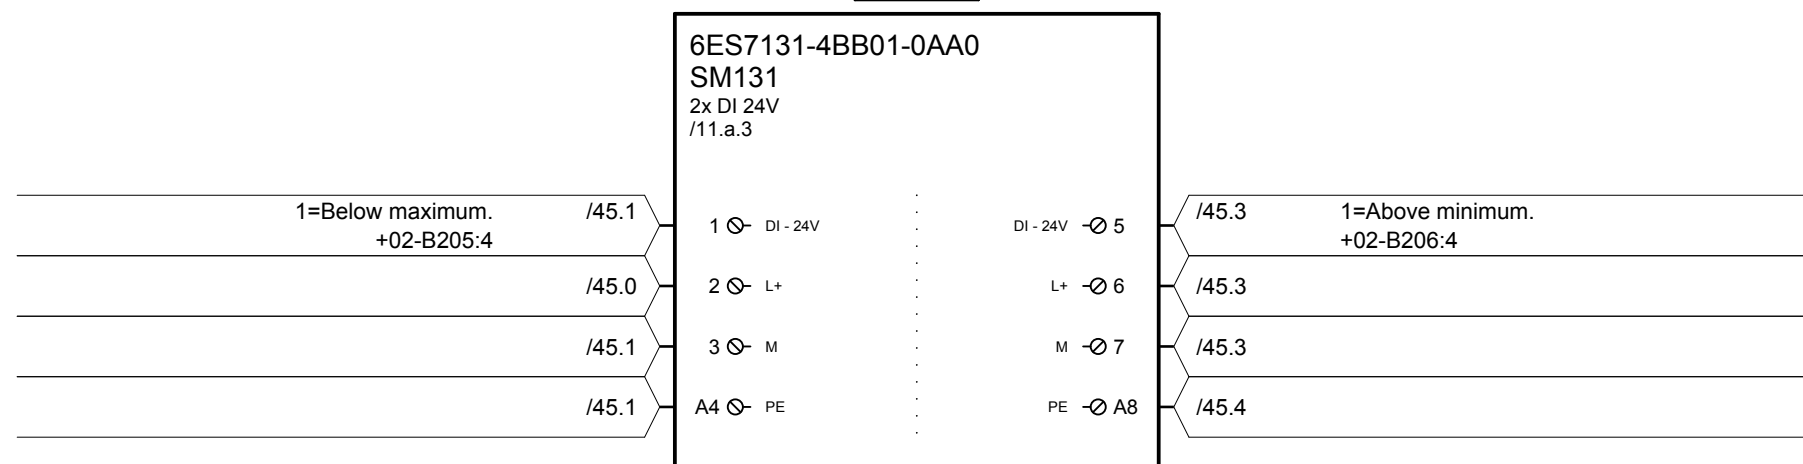 6ES7131-4BB01-0AA0
SM131
2x DI 24V
/11.a.3
1=Below maximum. /45.1 1 DI - 24V DI - 24V 5 /45.3 1=Above minimum.
+02-B205:4 +02-B206:4
/45.0 2 L+ L+ 6 /45.3
/45.1 3 M M 7 /45.3
/45.1 A4 PE PE A8 /45.4